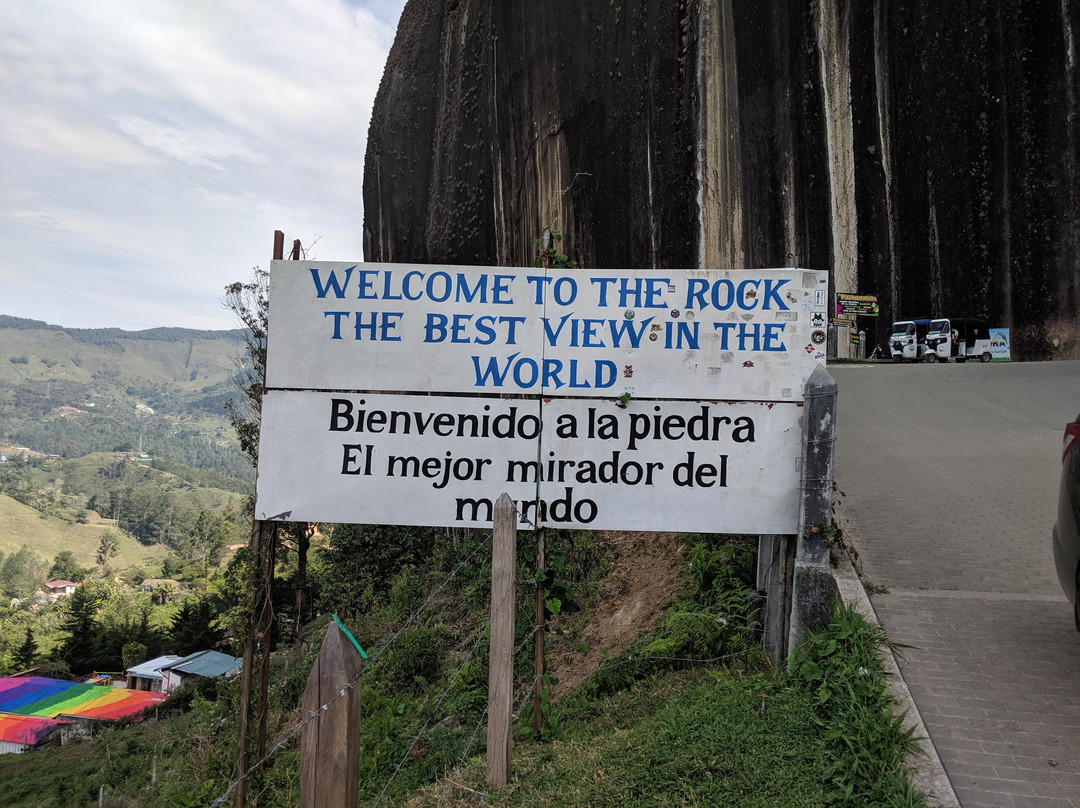 WELCOME TO THE ROCK
THE BEST VIEW IN THE
WORLD
Bienvenido a la piedra
El mejor mirador del
mundo